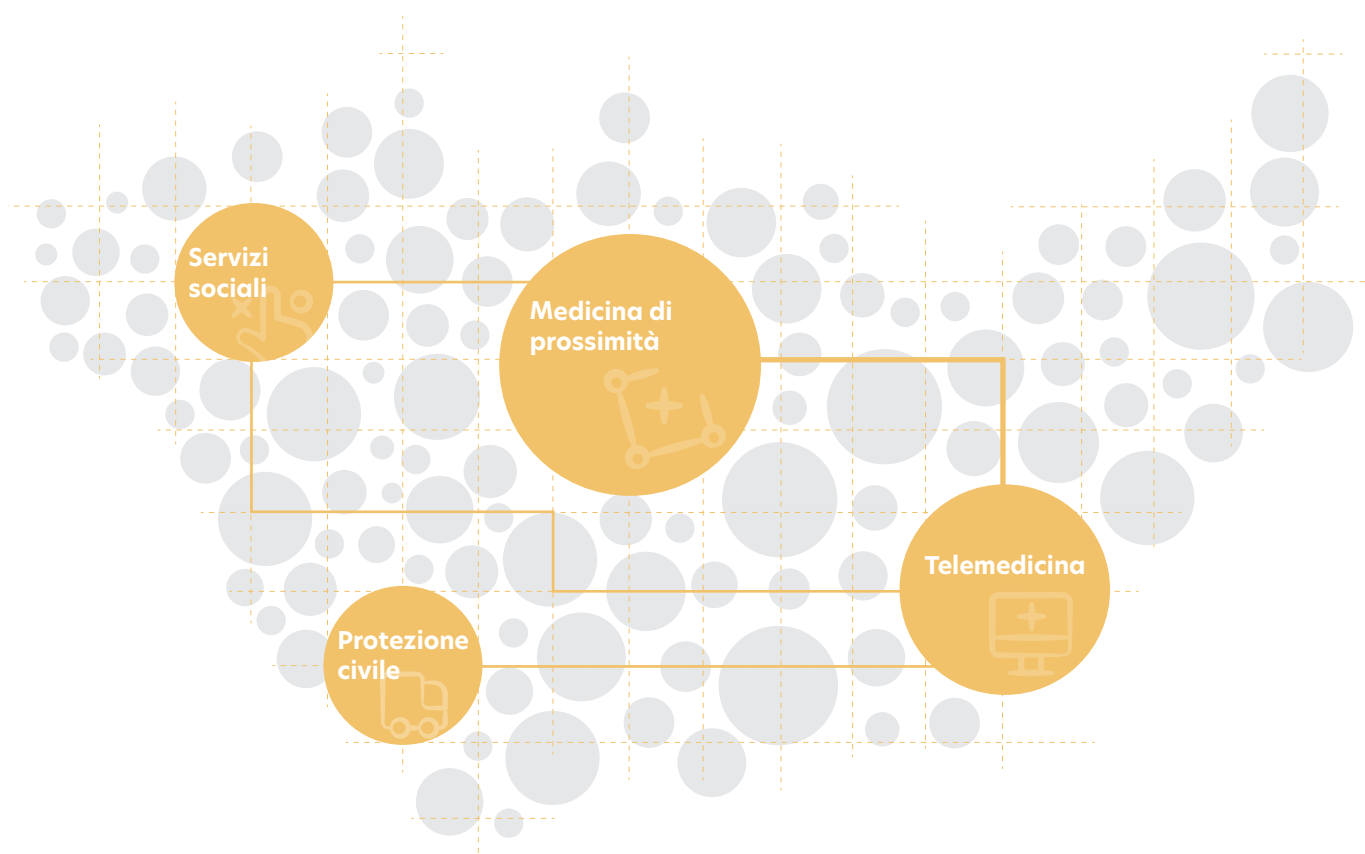 Servizi
sociali
Medicina di
prossimità
Telemedicina
Protezione
civile